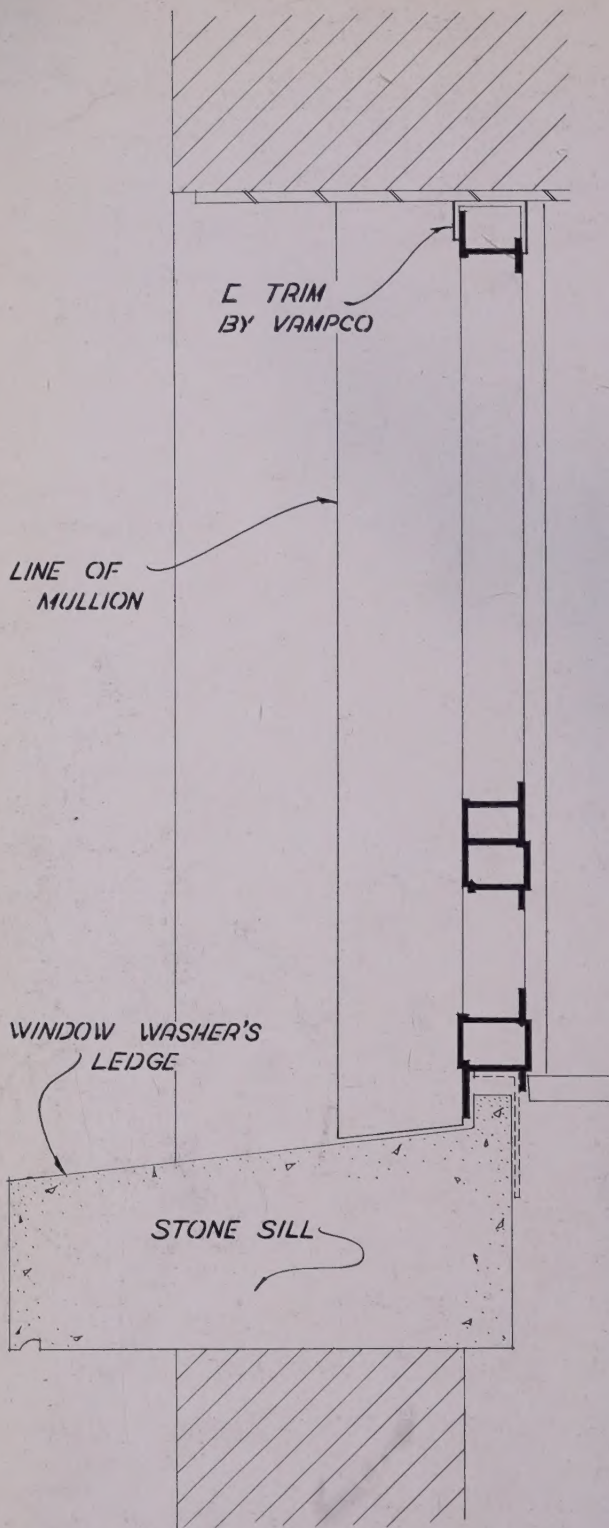 C TRIM
BY VAMPCO
LINE OF
MULLION
WINDOW WASHER'S
LEDGE
STONE SILL